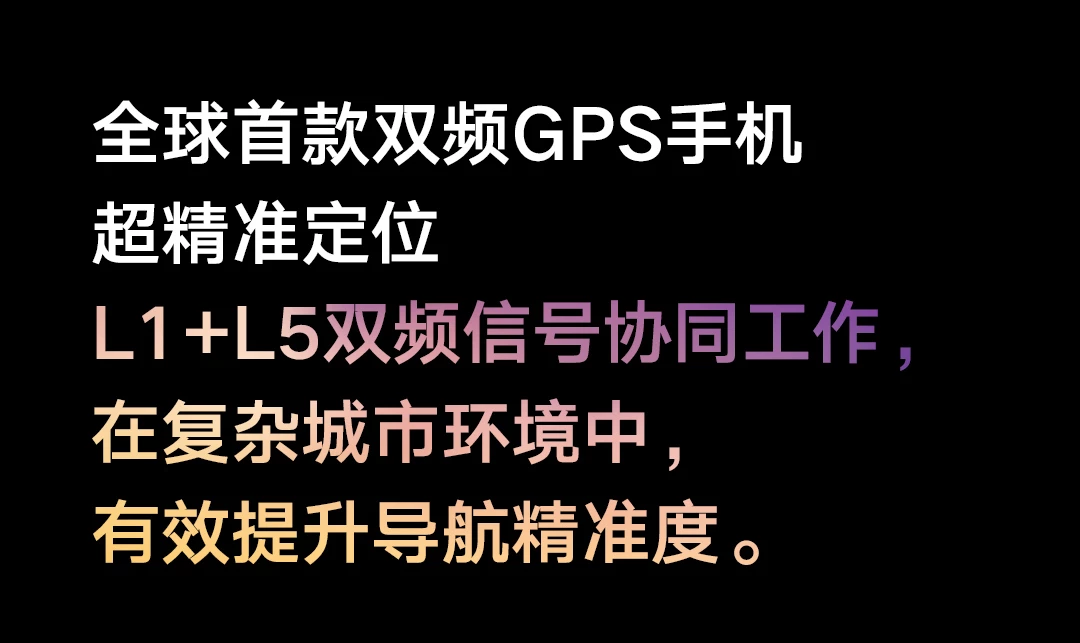 全球首款双频GPS手机
超精准定位
L1+L5双频信号协同工作，
在复杂城市环境中，
有效提升导航精准度。